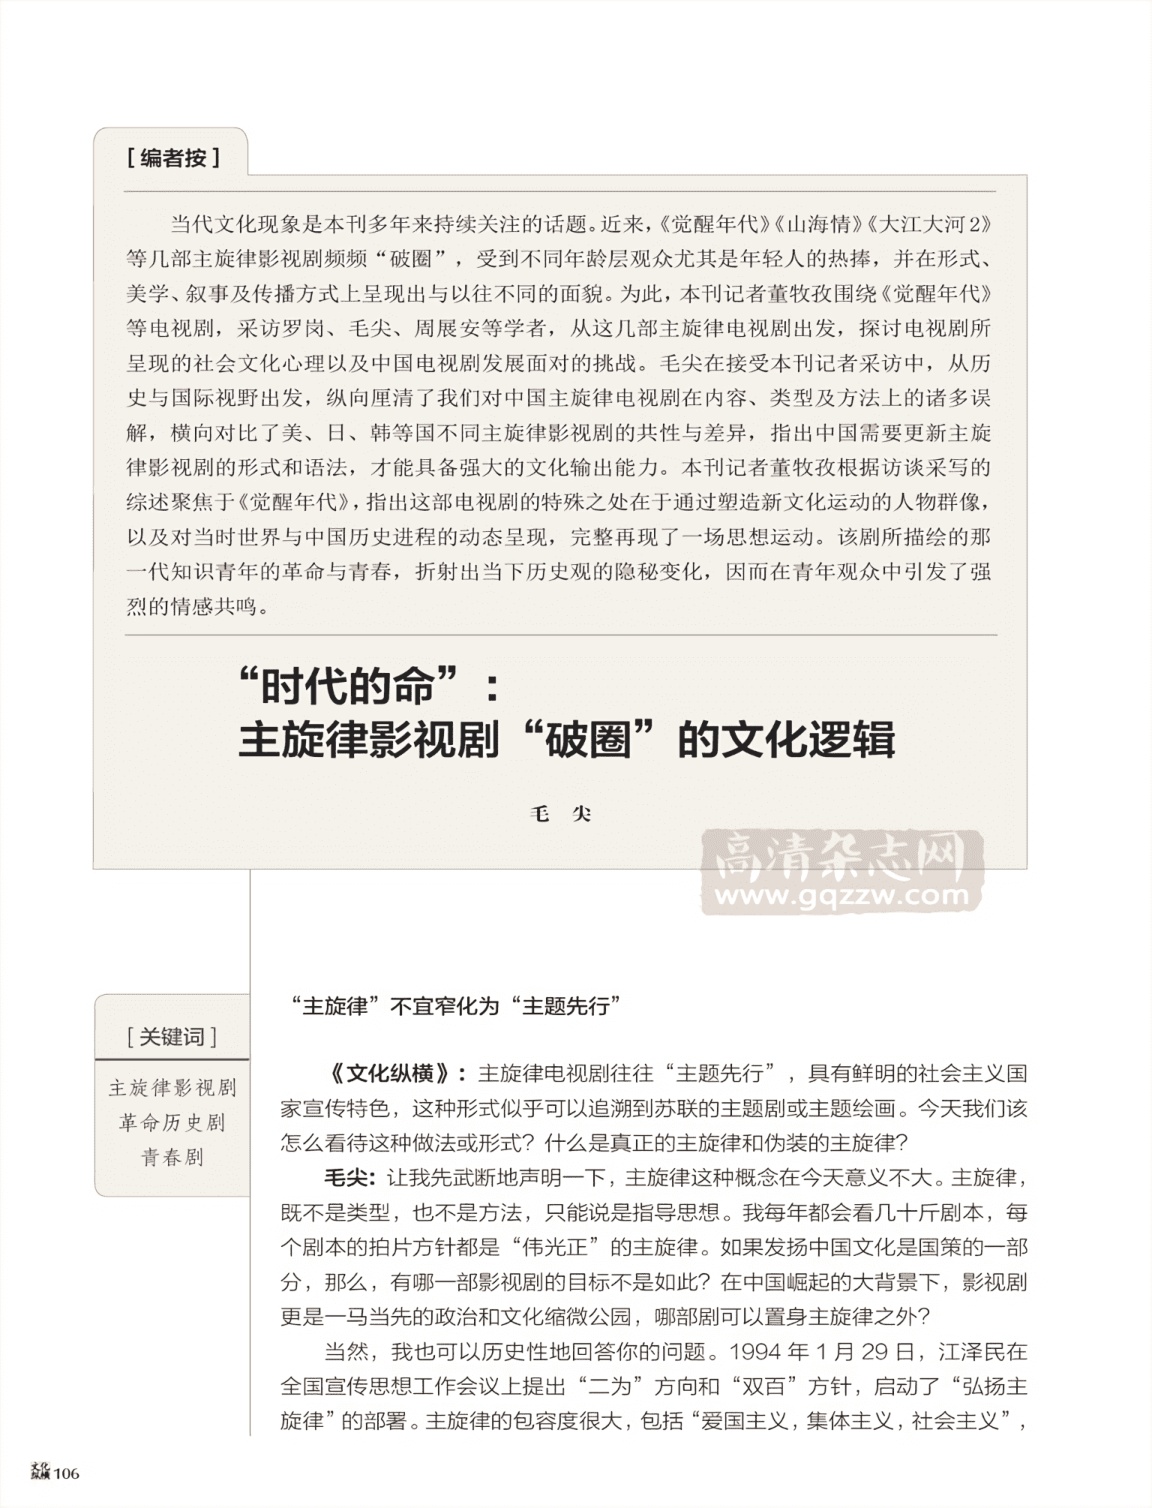 [ 编者按 ]
当代文化现象是本刊多年来持续关注的话题。近来，《觉醒年代》《山海情》《大江大河2》
等几部主旋律影视剧频频“破圈”，受到不同年龄层观众尤其是年轻人的热捧，并在形式、
美学、叙事及传播方式上呈现出与以往不同的面貌。为此，本刊记者董牧孜围绕《觉醒年代》
等电视剧，采访罗岗、毛尖、周展安等学者，从这几部主旋律电视剧出发，探讨电视剧所
呈现的社会文化心理以及中国电视剧发展面对的挑战。毛尖在接受本刊记者采访中，从历
史与国际视野出发，纵向厘清了我们对中国主旋律电视剧在内容、类型及方法上的诸多误
解，横向对比了美、日、韩等国不同主旋律影视剧的共性与差异，指出中国需要更新主旋
律影视剧的形式和语法，才能具备强大的文化输出能力。本刊记者董牧孜根据访谈采写的
综述聚焦于《觉醒年代》，指出这部电视剧的特殊之处在于通过塑造新文化运动的人物群像，
以及对当时世界与中国历史进程的动态呈现，完整再现了一场思想运动。该剧所描绘的那
一代知识青年的革命与青春，折射出当下历史观的隐秘变化，因而在青年观众中引发了强
烈的情感共鸣。
“时代的命”：
主旋律影视剧“破圈”的文化逻辑
毛 尖
高清杂志网
www.gqzzw.com
[ 关键词 ]
主旋律影视剧
革命历史剧
青春剧
“主旋律”不宜窄化为“主题先行”
《文化纵横》：主旋律电视剧往往“主题先行”，具有鲜明的社会主义国
家宣传特色，这种形式似乎可以追溯到苏联的主题剧或主题绘画。今天我们该
怎么看待这种做法或形式？什么是真正的主旋律和伪装的主旋律？
毛尖：让我先武断地声明一下，主旋律这种概念在今天意义不大。主旋律，
既不是类型，也不是方法，只能说是指导思想。我每年都会看几十斤剧本，每
个剧本的拍片方针都是“伟光正”的主旋律。如果发扬中国文化是国策的一部
分，那么，有哪一部影视剧的目标不是如此？在中国崛起的大背景下，影视剧
更是一马当先的政治和文化缩微公园，哪部剧可以置身主旋律之外？
当然，我也可以历史性地回答你的问题。1994 年 1 月 29 日，江泽民在
全国宣传思想工作会议上提出“二为”方向和“双百”方针，启动了“弘扬主
旋律”的部署。主旋律的包容度很大，包括“爱国主义，集体主义，社会主义”，
文化纵横 106